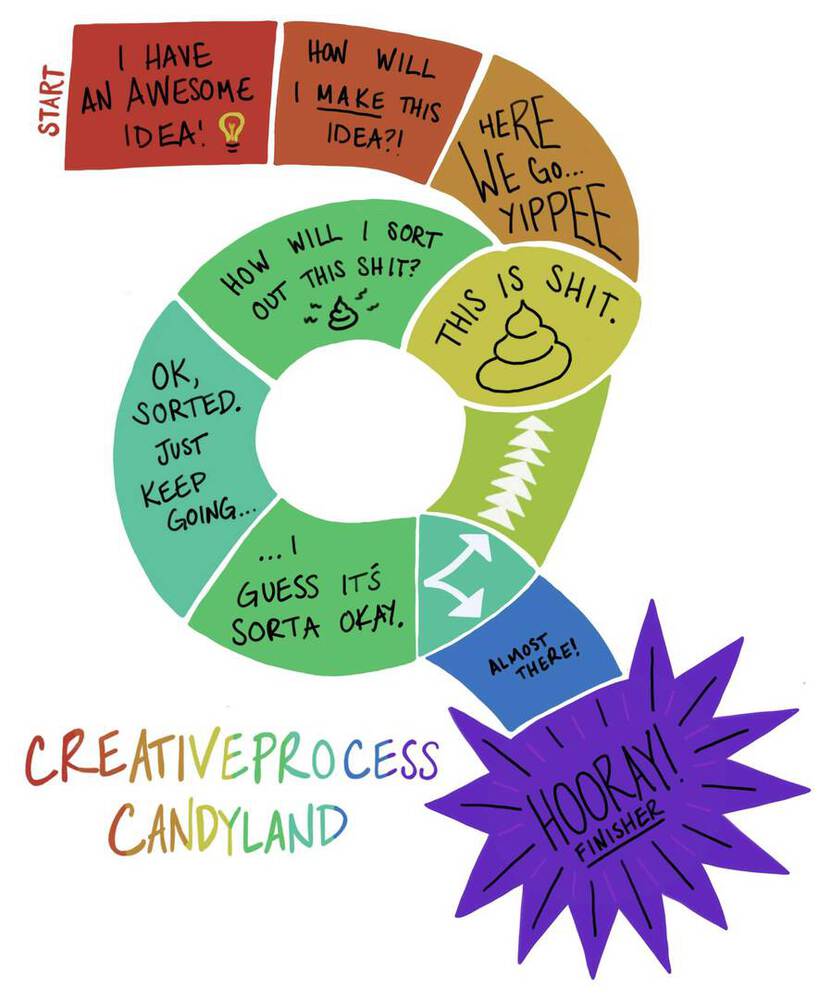 START
I HAVE
AN AWESOME
IDEA!
HOW WILL
I MAKE THIS
IDEA?!
HERE
WE GO...
YIPPEE
THIS IS SHIT.
HOW WILL I SORT
OUT THIS SHIT?
OK,
SORTED.
JUST
KEEP
GOING...
...I
GUESS IT'S
SORTA OKAY.
ALMOST
THERE!
HOORAY!
FINISHER
CREATIVEPROCESS
CANDYLAND